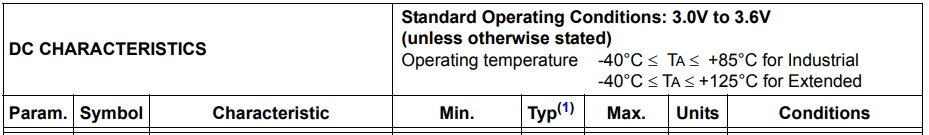 DC CHARACTERISTICS
Standard Operating Conditions: 3.0V to 3.6V
(unless otherwise stated)
Operating temperature -40°C ≤ TA ≤ +85°C for Industrial
-40°C ≤ TA ≤ +125°C for Extended
Param. Symbol Characteristic Min. Typ(1) Max. Units Conditions